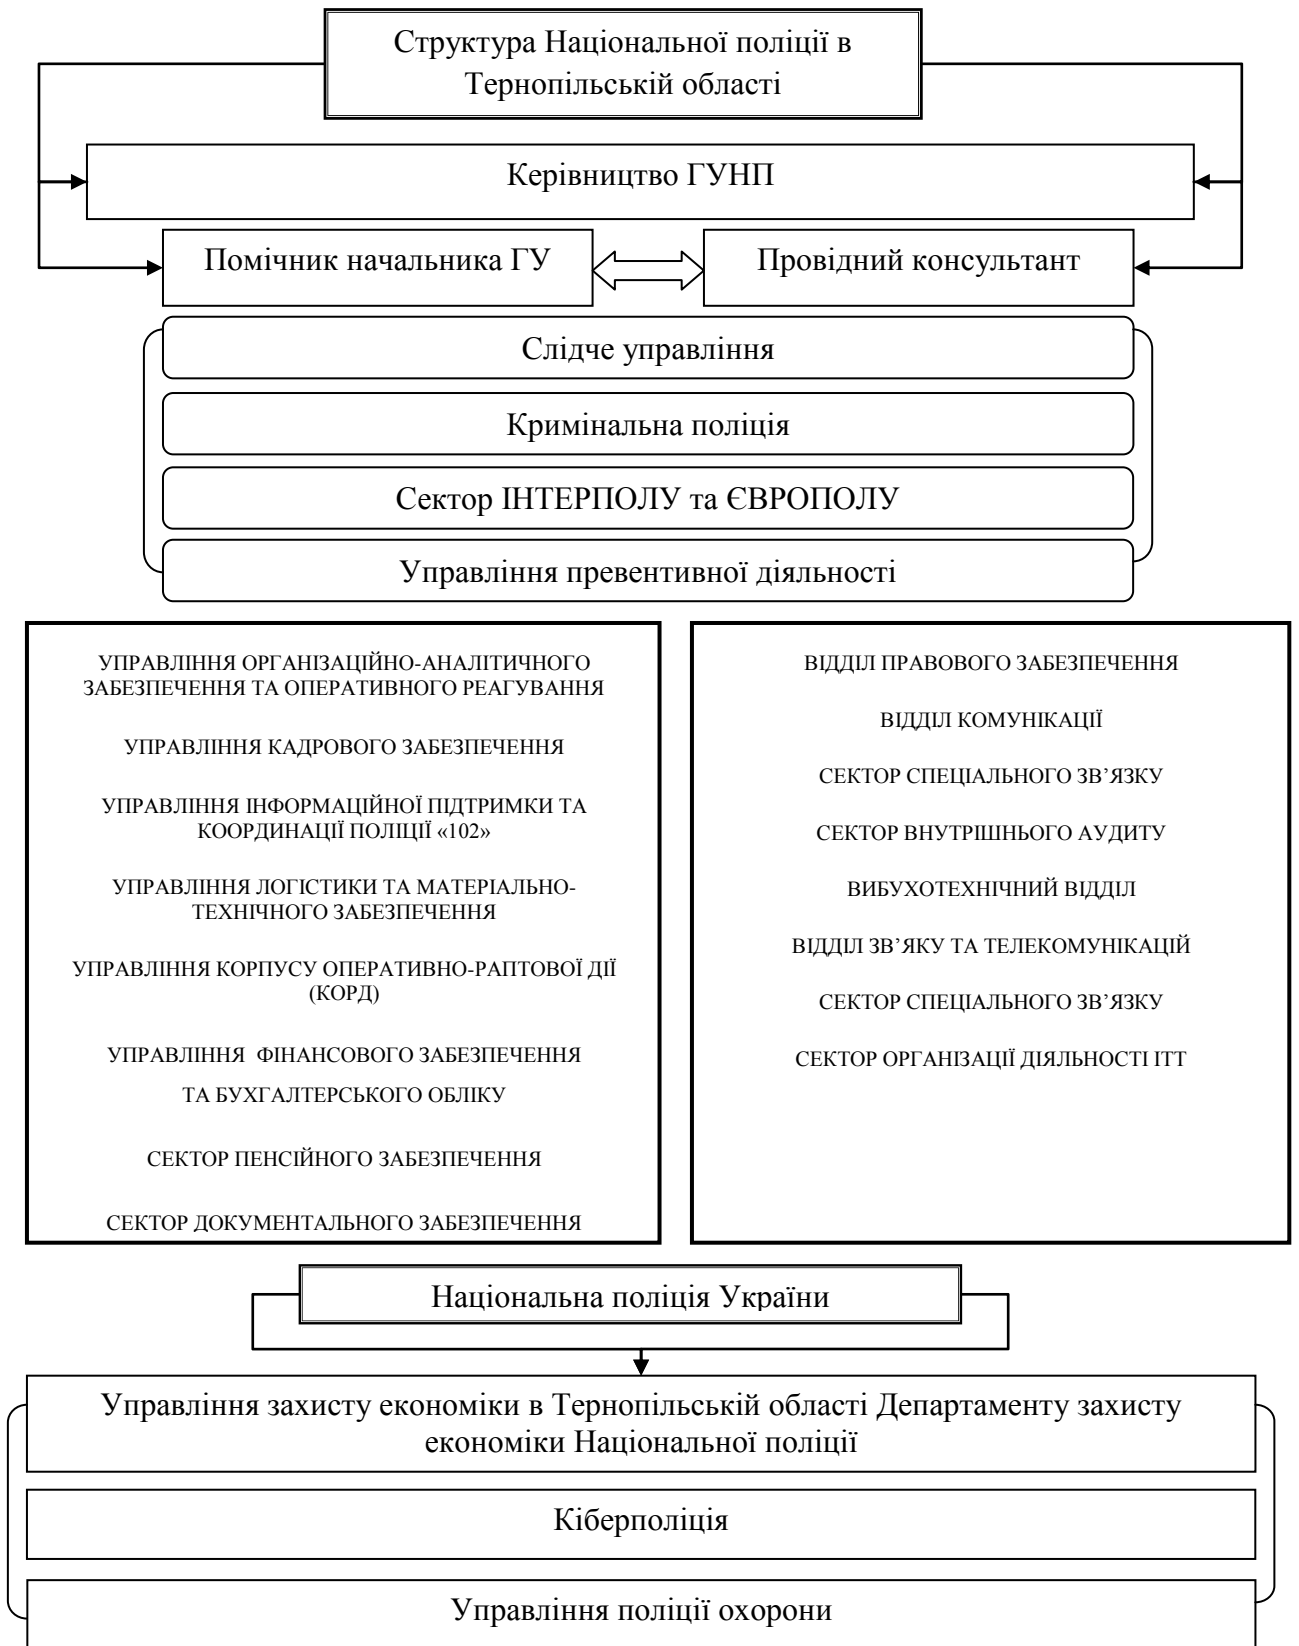 Структура Національної поліції в
Тернопільській області
Керівництво ГУНП
Помічник начальника ГУ
Провідний консультант
Слідче управління
Кримінальна поліція
Сектор ІНТЕРПОЛУ та ЄВРОПОЛУ
Управління превентивної діяльності
УПРАВЛІННЯ ОРГАНІЗАЦІЙНО-АНАЛІТИЧНОГО
ЗАБЕЗПЕЧЕННЯ ТА ОПЕРАТИВНОГО РЕАГУВАННЯ
УПРАВЛІННЯ КАДРОВОГО ЗАБЕЗПЕЧЕННЯ
УПРАВЛІННЯ ІНФОРМАЦІЙНОЇ ПІДТРИМКИ ТА
КООРДИНАЦІЇ ПОЛІЦІЇ «102»
УПРАВЛІННЯ ЛОГІСТИКИ ТА МАТЕРІАЛЬНО-
ТЕХНІЧНОГО ЗАБЕЗПЕЧЕННЯ
УПРАВЛІННЯ КОРПУСУ ОПЕРАТИВНО-РАПТОВОЇ ДІЇ
(КОРД)
УПРАВЛІННЯ ФІНАНСОВОГО ЗАБЕЗПЕЧЕННЯ
ТА БУХГАЛТЕРСЬКОГО ОБЛІКУ
СЕКТОР ПЕНСІЙНОГО ЗАБЕЗПЕЧЕННЯ
СЕКТОР ДОКУМЕНТАЛЬНОГО ЗАБЕЗПЕЧЕННЯ
ВІДДІЛ ПРАВОВОГО ЗАБЕЗПЕЧЕННЯ
ВІДДІЛ КОМУНІКАЦІЇ
СЕКТОР СПЕЦІАЛЬНОГО ЗВ’ЯЗКУ
СЕКТОР ВНУТРІШНЬОГО АУДИТУ
ВИБУХОТЕХНІЧНИЙ ВІДДІЛ
ВІДДІЛ ЗВ’ЯКУ ТА ТЕЛЕКОМУНІКАЦІЙ
СЕКТОР СПЕЦІАЛЬНОГО ЗВ’ЯЗКУ
СЕКТОР ОРГАНІЗАЦІЇ ДІЯЛЬНОСТІ ІТТ
Національна поліція України
Управління захисту економіки в Тернопільській області Департаменту захисту
економіки Національної поліції
Кіберполіція
Управління поліції охорони